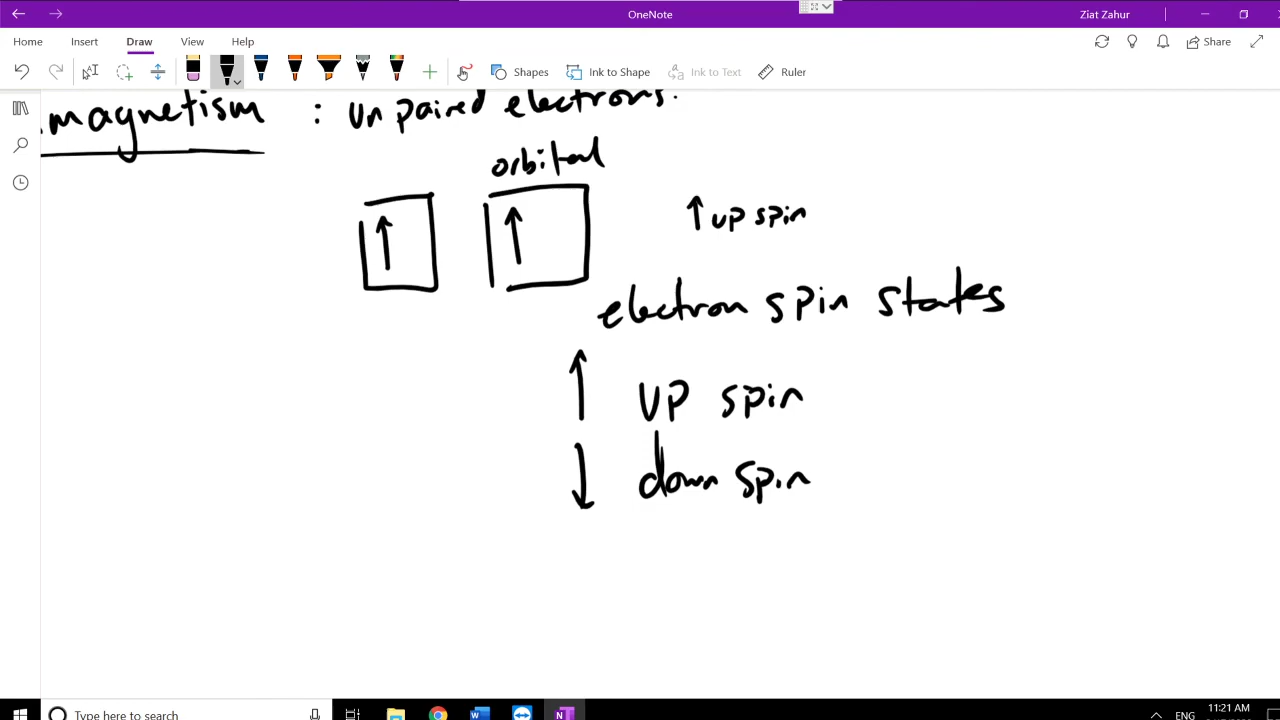 OneNote
Ziat Zahur
Home Insert Draw View Help
Share
Shapes Ink to Shape Ink to Text Ruler
.magnetism : unpaired electrons.
orbital
↑ up spin
electron spin states
↑ up spin
↓ down spin
Type here to search
ENG
11:21 AM